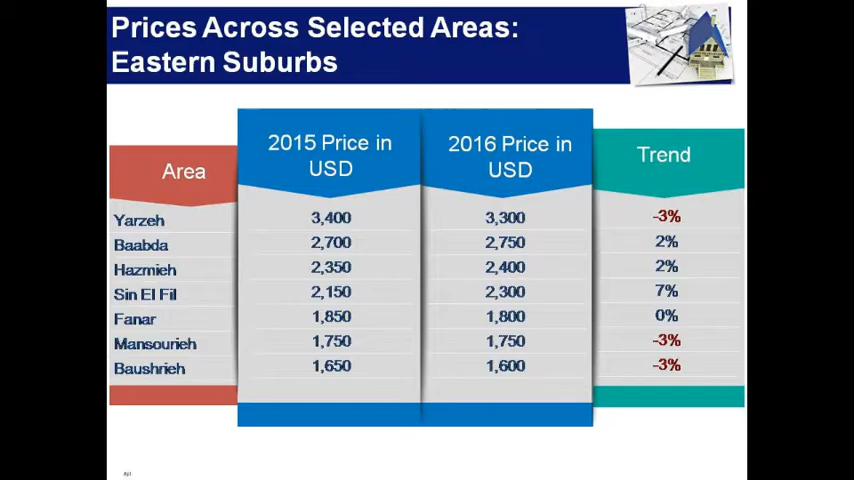 Prices Across Selected Areas:
Eastern Suburbs
Area
2015 Price in
USD
2016 Price in
USD
Trend
Yarzeh 3,400 3,300 -3%
Baabda 2,700 2,750 2%
Hazmieh 2,350 2,400 2%
Sin El Fil 2,150 2,300 7%
Fanar 1,850 1,800 0%
Mansourieh 1,750 1,750 -3%
Baushrieh 1,650 1,600 -3%